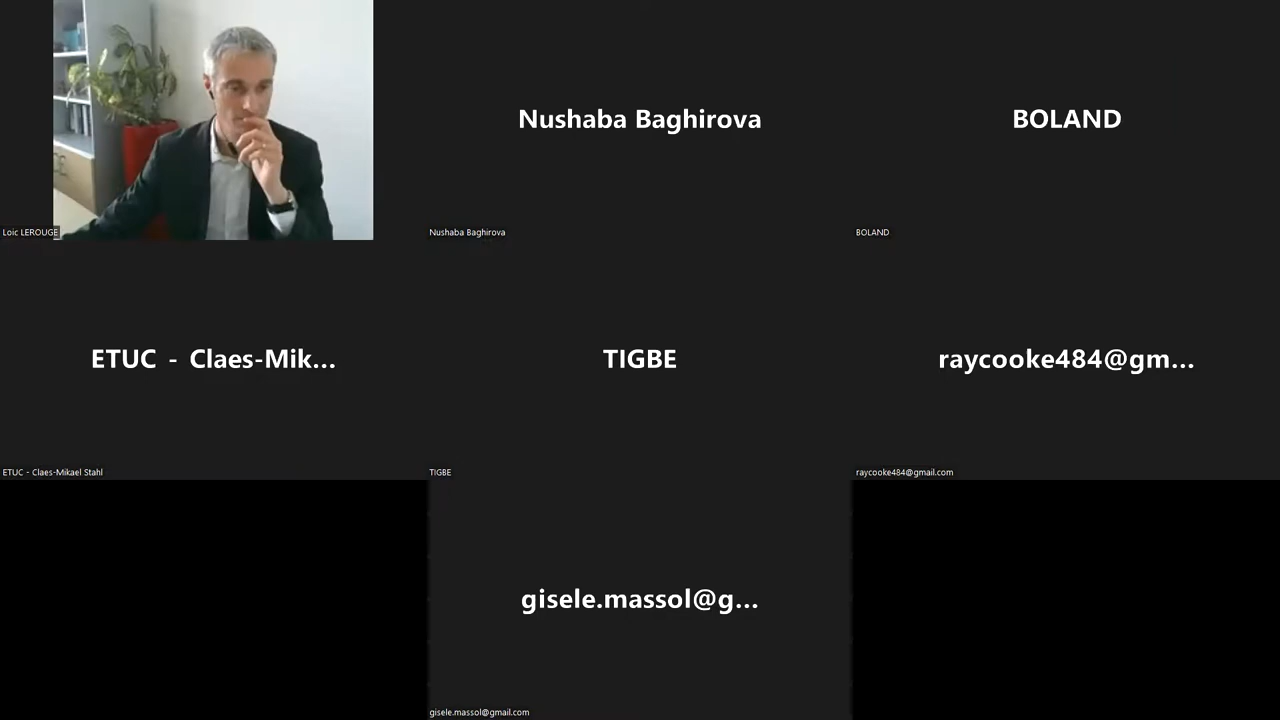 Nushaba Baghirova
BOLAND
Loic LEROUGE
Nushaba Baghirova
BOLAND
ETUC - Claes-Mik...
TIGBE
raycooke484@gm...
ETUC - Claes-Mikael Stahl
TIGBE
raycooke484@gmail.com
gisele.massol@g...
gisele.massol@gmail.com